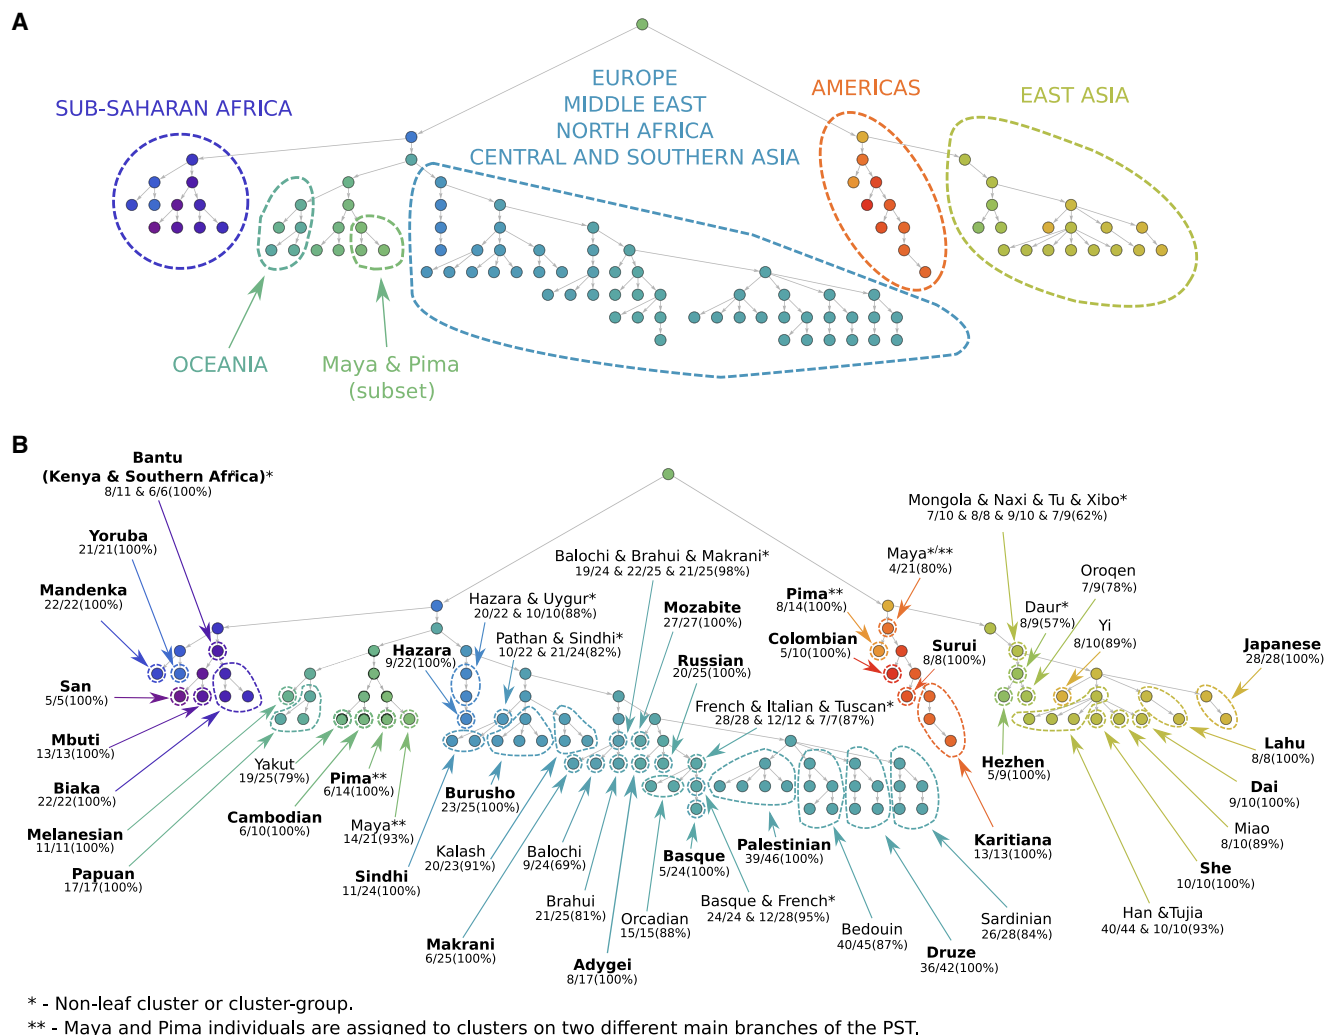 A
EUROPE
MIDDLE EAST
NORTH AFRICA
CENTRAL AND SOUTHERN ASIA
AMERICAS
EAST ASIA
SUB-SAHARAN AFRICA
OCEANIA
Maya & Pima
(subset)
B
Bantu
(Kenya & Southern Africa)*
8/11 & 6/6(100%)
Yoruba
21/21(100%)
Mandenka
22/22(100%)
San
5/5(100%)
Mbuti
13/13(100%)
Biaka
22/22(100%)
Melanesian
11/11(100%)
Papuan
17/17(100%)
Yakut
19/25(79%)
Cambodian
6/10(100%)
Pima**
6/14(100%)
Maya**
14/21(93%)
Hazara
9/22(100%)
Hazara & Uygur*
20/22 & 10/10(88%)
Pathan & Sindhi*
10/22 & 21/24(82%)
Balochi & Brahui & Makrani*
19/24 & 22/25 & 21/25(98%)
Mozabite
27/27(100%)
Russian
20/25(100%)
French & Italian & Tuscan*
28/28 & 12/12 & 7/7(87%)
Sindhi
11/24(100%)
Burusho
23/25(100%)
Kalash
20/23(91%)
Makrani
6/25(100%)
Balochi
9/24(69%)
Brahui
21/25(81%)
Adygei
8/17(100%)
Orcadian
15/15(88%)
Basque
5/24(100%)
Basque & French*
24/24 & 12/28(95%)
Palestinian
39/46(100%)
Bedouin
40/45(87%)
Druze
36/42(100%)
Sardinian
26/28(84%)
Mongola & Naxi & Tu & Xibo*
7/10 & 8/8 & 9/10 & 7/9(62%)
Maya*/**
4/21(80%)
Pima**
8/14(100%)
Colombian
5/10(100%)
Surui
8/8(100%)
Karitiana
13/13(100%)
Oroqen
7/9(78%)
Daur*
8/9(57%)
Yi
8/10(89%)
Japanese
28/28(100%)
Hezhen
5/9(100%)
Lahu
8/8(100%)
Dai
9/10(100%)
Miao
8/10(89%)
She
10/10(100%)
Han &Tujia
40/44 & 10/10(93%)
* - Non-leaf cluster or cluster-group.
** - Maya and Pima individuals are assigned to clusters on two different main branches of the PST.